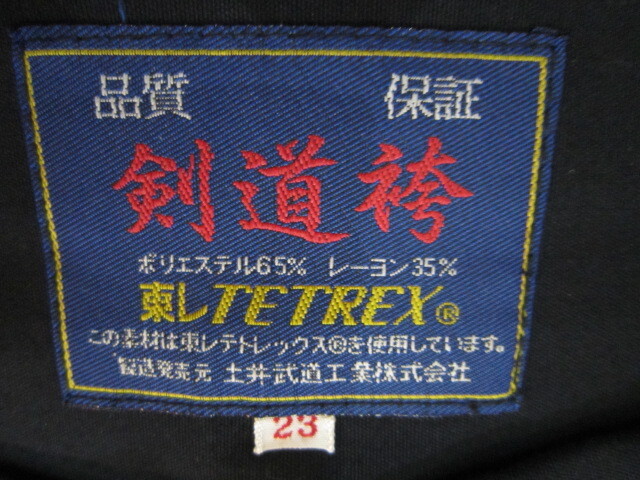 品質 保証
剣道袴
ポリエステル65% レーヨン35%
東レTETREX®
この素材は東レテトレックス®を使用しています。
製造発売元 土井武道工業株式会社
23